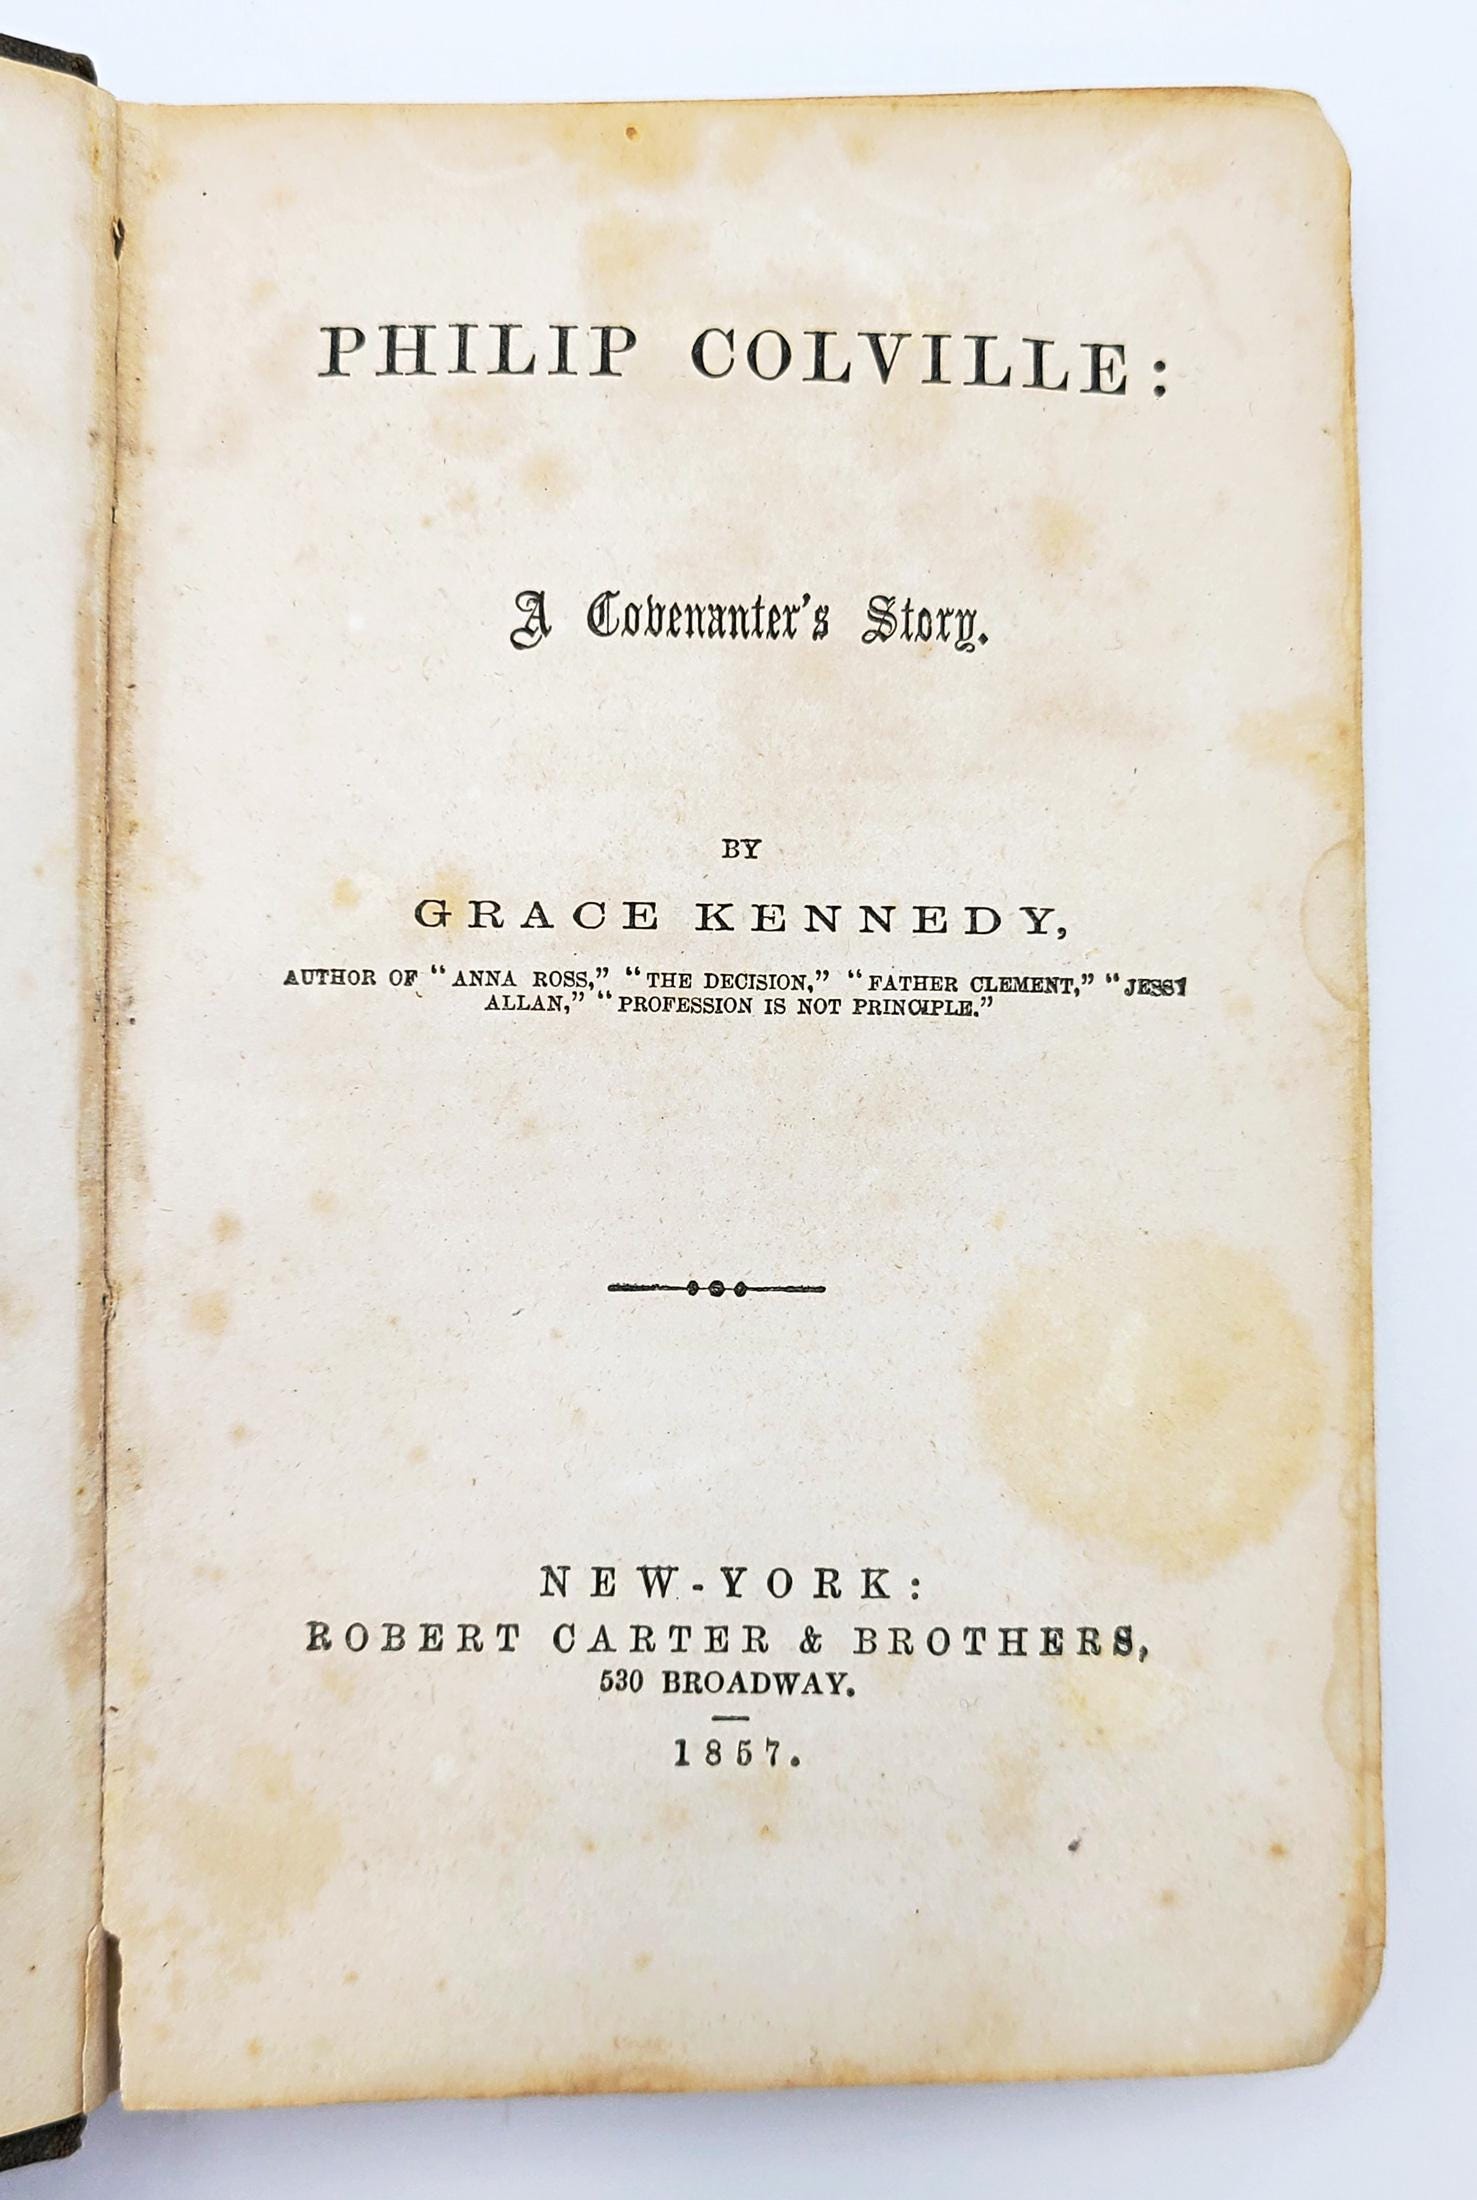 PHILIP COLVILLE:
A Covenanter's Story.
BY
GRACE KENNEDY,
AUTHOR OF "ANNA ROSS," "THE DECISION," "FATHER CLEMENT," "JESSY
ALLAN," "PROFESSION IS NOT PRINCIPLE."
NEW-YORK:
ROBERT CARTER & BROTHERS,
530 BROADWAY.
1857.